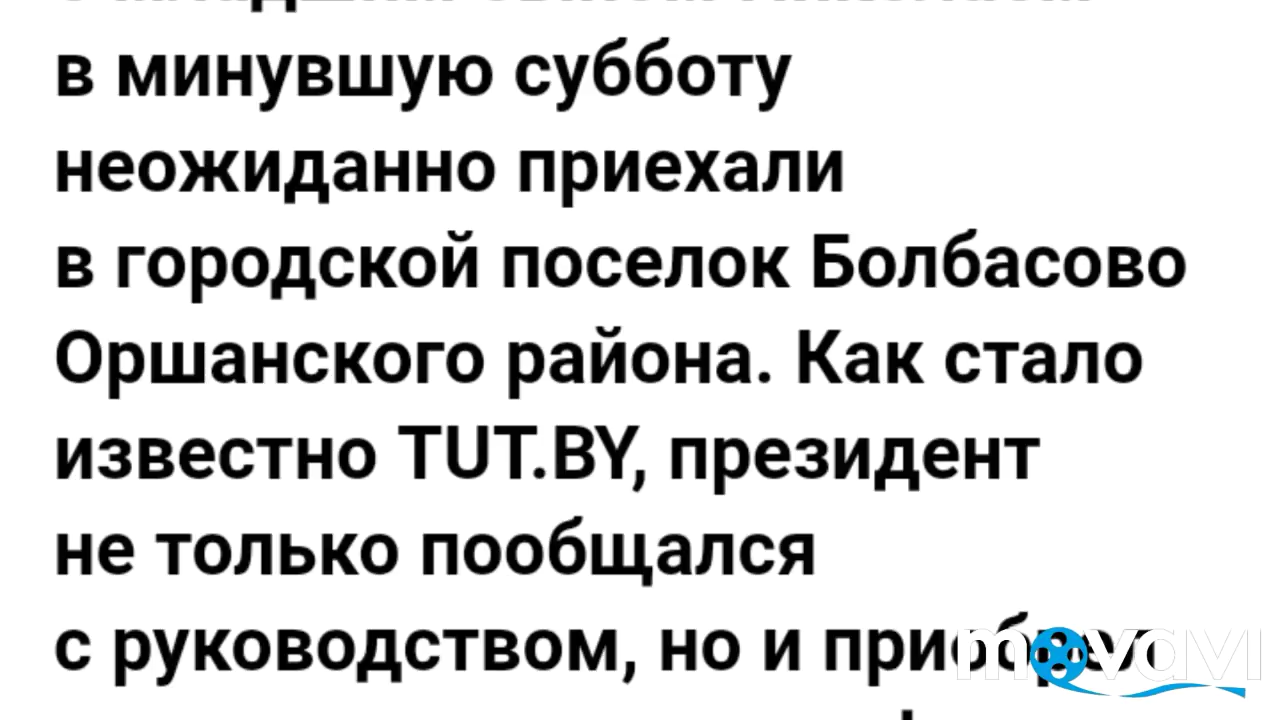 в минувшую субботу
неожиданно приехали
в городской поселок Болбасово
Оршанского района. Как стало
известно TUT.BY, президент
не только пообщался
с руководством, но и приобрел
movavi